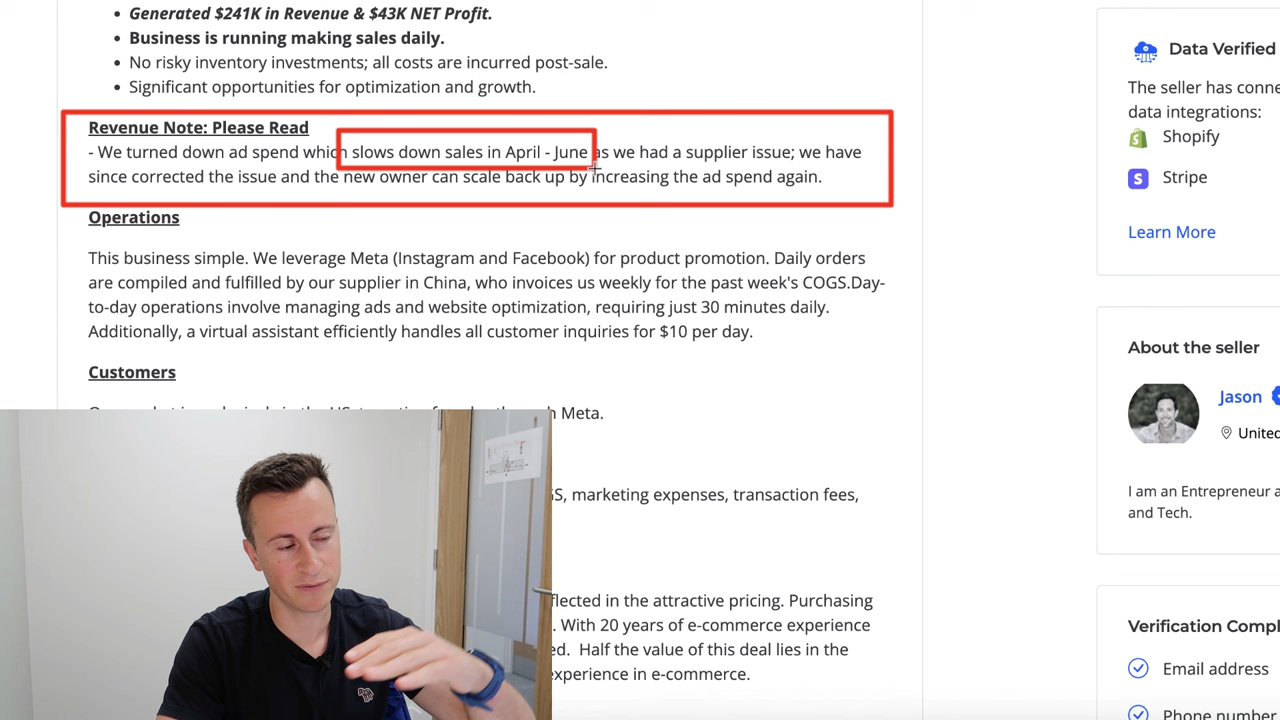 Generated $241K in Revenue & $43K NET Profit.
Business is running making sales daily.
No risky inventory investments; all costs are incurred post-sale.
Significant opportunities for optimization and growth.
Revenue Note: Please Read
- We turned down ad spend which slows down sales in April - June as we had a supplier issue; we have
since corrected the issue and the new owner can scale back up by increasing the ad spend again.
Operations
This business simple. We leverage Meta (Instagram and Facebook) for product promotion. Daily orders
are compiled and fulfilled by our supplier in China, who invoices us weekly for the past week's COGS.Day-
to-day operations involve managing ads and website optimization, requiring just 30 minutes daily.
Additionally, a virtual assistant efficiently handles all customer inquiries for $10 per day.
Customers
Meta.
marketing expenses, transaction fees,
in the attractive pricing. Purchasing
. With 20 years of e-commerce experience
Half the value of this deal lies in the
experience in e-commerce.
Data Verified
The seller has
data integrations:
Shopify
S Stripe
Learn More
About the seller
Jason
I am an Entrepreneur
and Tech.
Verification
Email address
Phone number